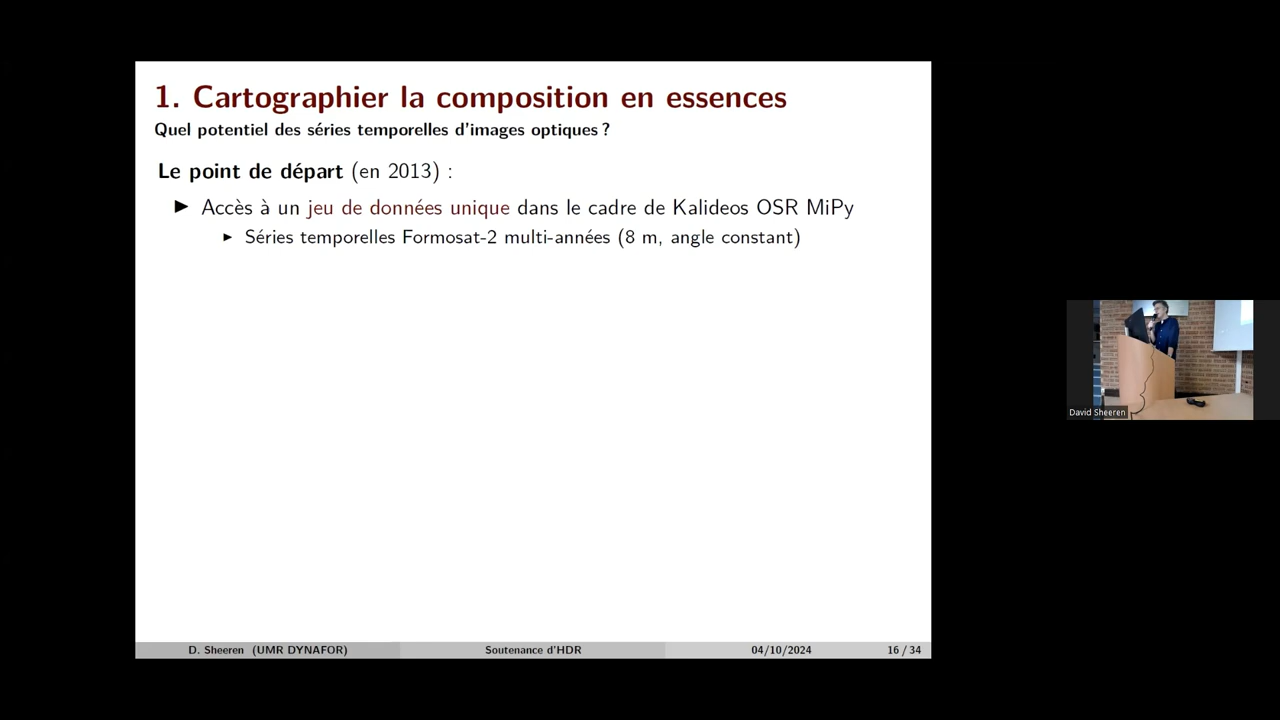 1. Cartographier la composition en essences
Quel potentiel des séries temporelles d'images optiques ?
Le point de départ (en 2013) :
Accès à un jeu de données unique dans le cadre de Kalideos OSR MiPy
Séries temporelles Formosat-2 multi-années (8 m, angle constant)
David Sheeren
D. Sheeren (UMR DYNAFOR) Soutenance d'HDR 04/10/2024 16 / 34